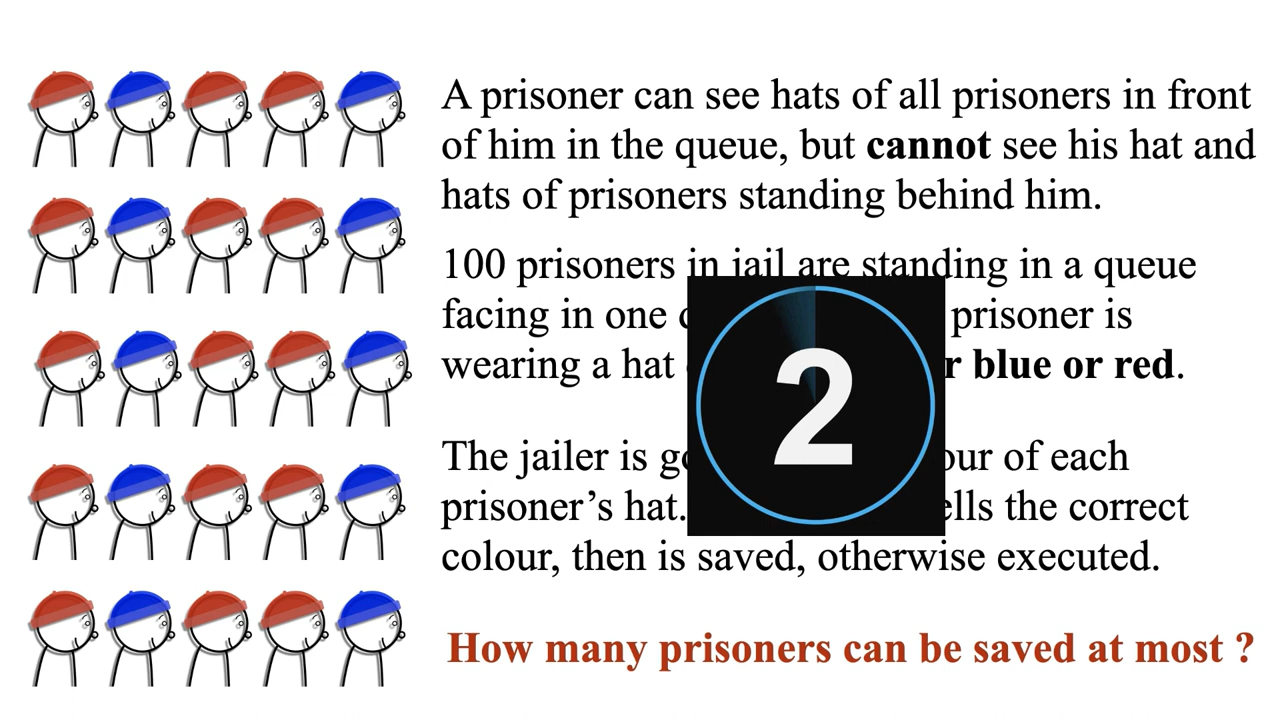 A prisoner can see hats of all prisoners in front
of him in the queue, but cannot see his hat and
hats of prisoners standing behind him.
100 prisoners in jail are standing in a queue
facing in one prisoner is
wearing a hat blue or red.
The jailer is of each
prisoner’s hat. the correct
colour, then is saved, otherwise executed.
2
How many prisoners can be saved at most ?